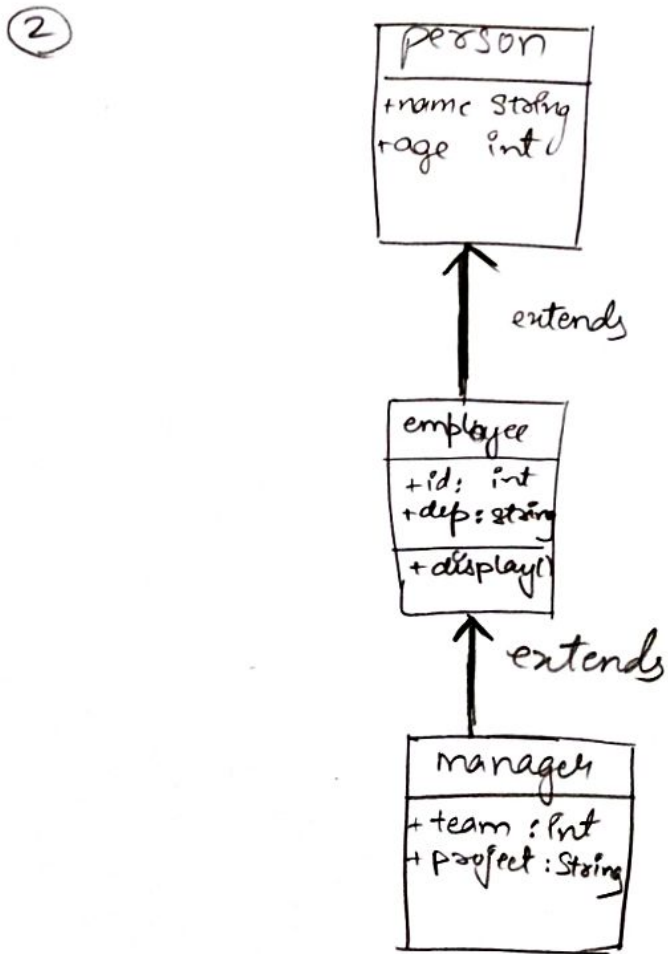 2
person
+name string
+age int
extends
employee
+id: int
+dep: string
+display()
extends
manager
+team : int
+project : String